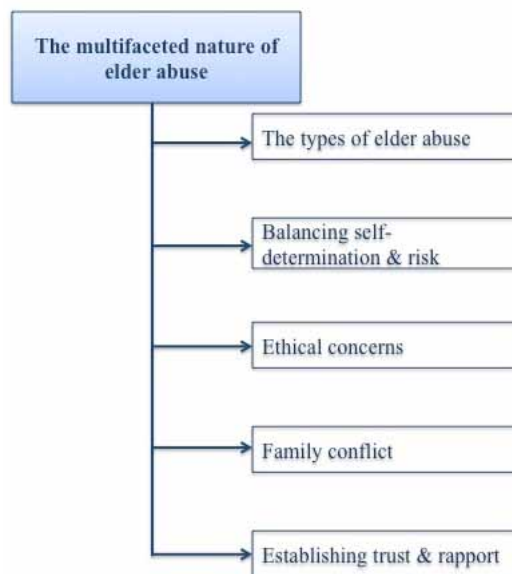 The multifaceted nature of
elder abuse
The types of elder abuse
Balancing self-
determination & risk
Ethical concerns
Family conflict
Establishing trust & rapport